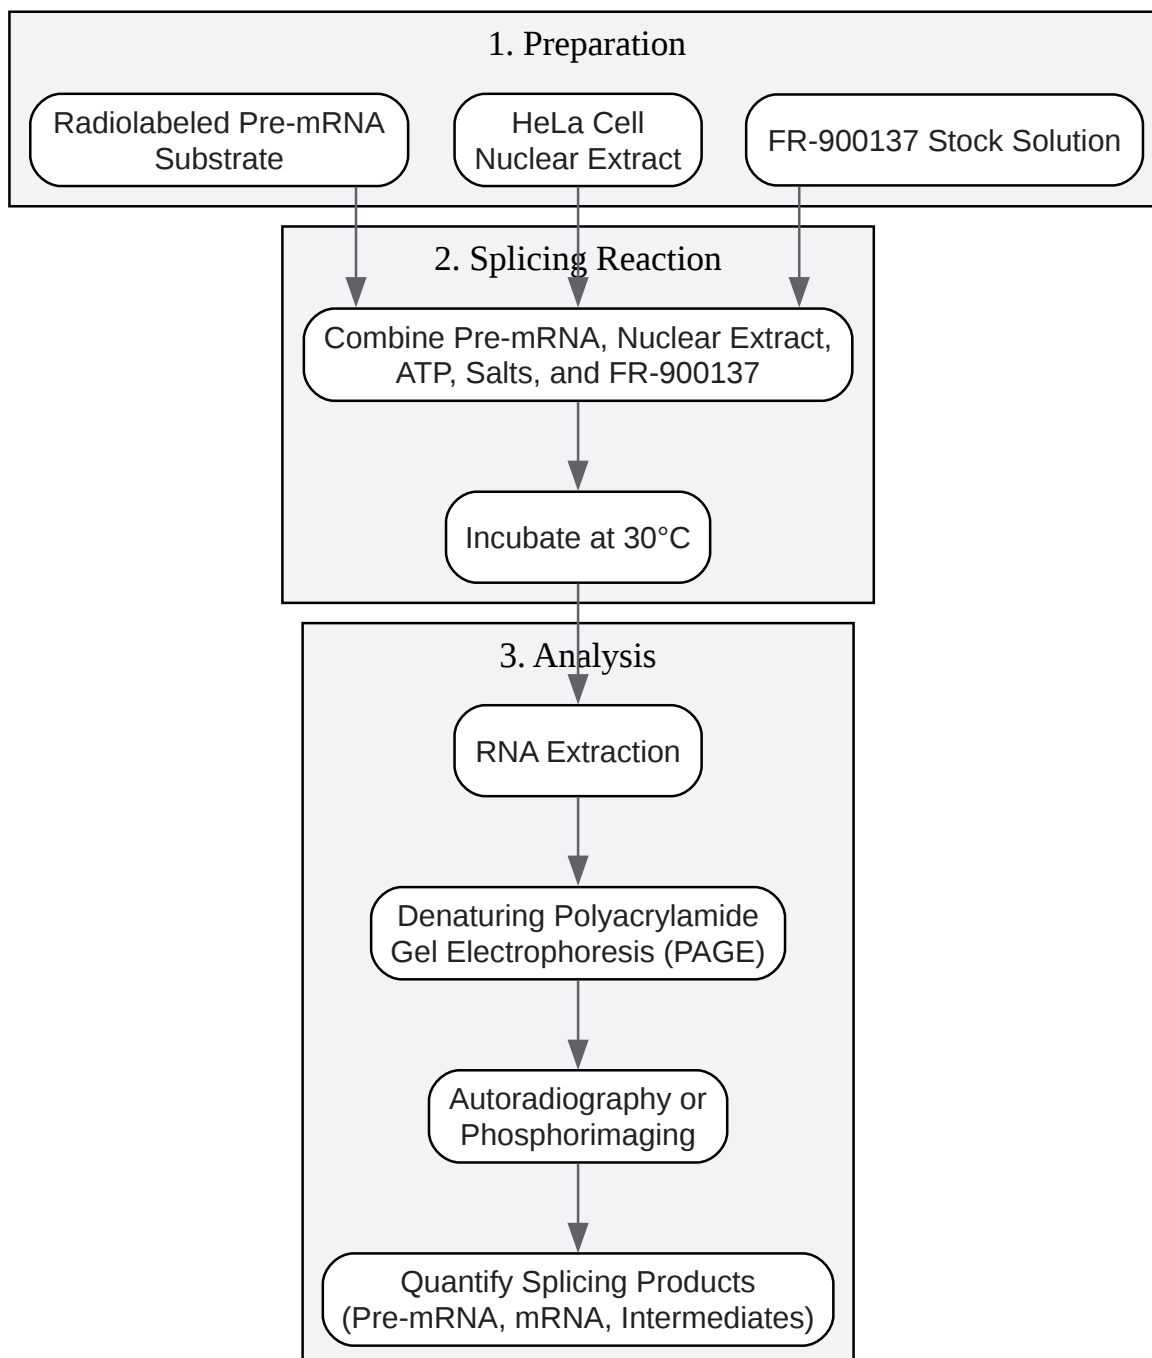 1. Preparation
Radiolabeled Pre-mRNA
Substrate
HeLa Cell
Nuclear Extract
FR-900137 Stock Solution
2. Splicing Reaction
Combine Pre-mRNA, Nuclear Extract,
ATP, Salts, and FR-900137
Incubate at 30°C
3. Analysis
RNA Extraction
Denaturing Polyacrylamide
Gel Electrophoresis (PAGE)
Autoradiography or
Phosphorimaging
Quantify Splicing Products
(Pre-mRNA, mRNA, Intermediates)